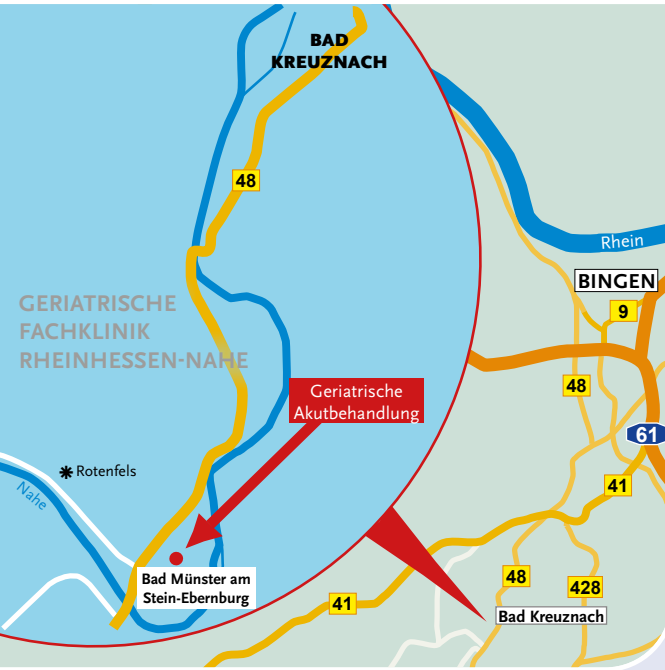 BAD
KREUZNACH
48
Rhein
BINGEN
9
GERIATRISCHE
FACHKLINIK
RHEINHESSEN-NAHE
Geriatrische
Akutbehandlung
48
61
Rotenfels
Nahe
41
Bad Münster am
Stein-Ebernburg
48
428
41
Bad Kreuznach